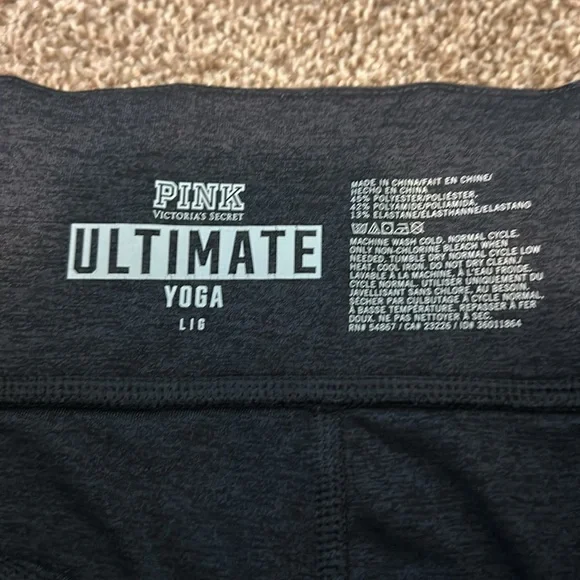 PINK
VICTORIA'S SECRET
ULTIMATE
YOGA
L/G
MADE IN CHINA/FAIT EN CHINE/
HECHO EN CHINA
45% POLYESTER/POLIÉSTER.
42% POLYAMIDE/POLIAMIDA.
13% ELASTANE/ELASTHANNE/ELASTANO
MACHINE WASH COLD. NORMAL CYCLE.
ONLY NON-CHLORINE BLEACH WHEN
NEEDED. TUMBLE DRY NORMAL CYCLE LOW
HEAT. COOL IRON. DO NOT DRY CLEAN./
LAVABLE À LA MACHINE, À L'EAU FROIDE.
CYCLE NORMAL. UTILISER UNIQUEMENT DU
JAVELLISANT SANS CHLORE, AU BESOIN.
SÉCHER PAR CULBUTAGE À CYCLE NORMAL,
À BASSE TEMPÉRATURE. REPASSER À FER
DOUX. NE PAS NETTOYER À SEC.
RN# 54867 / CA# 23226 / ID# 36011864